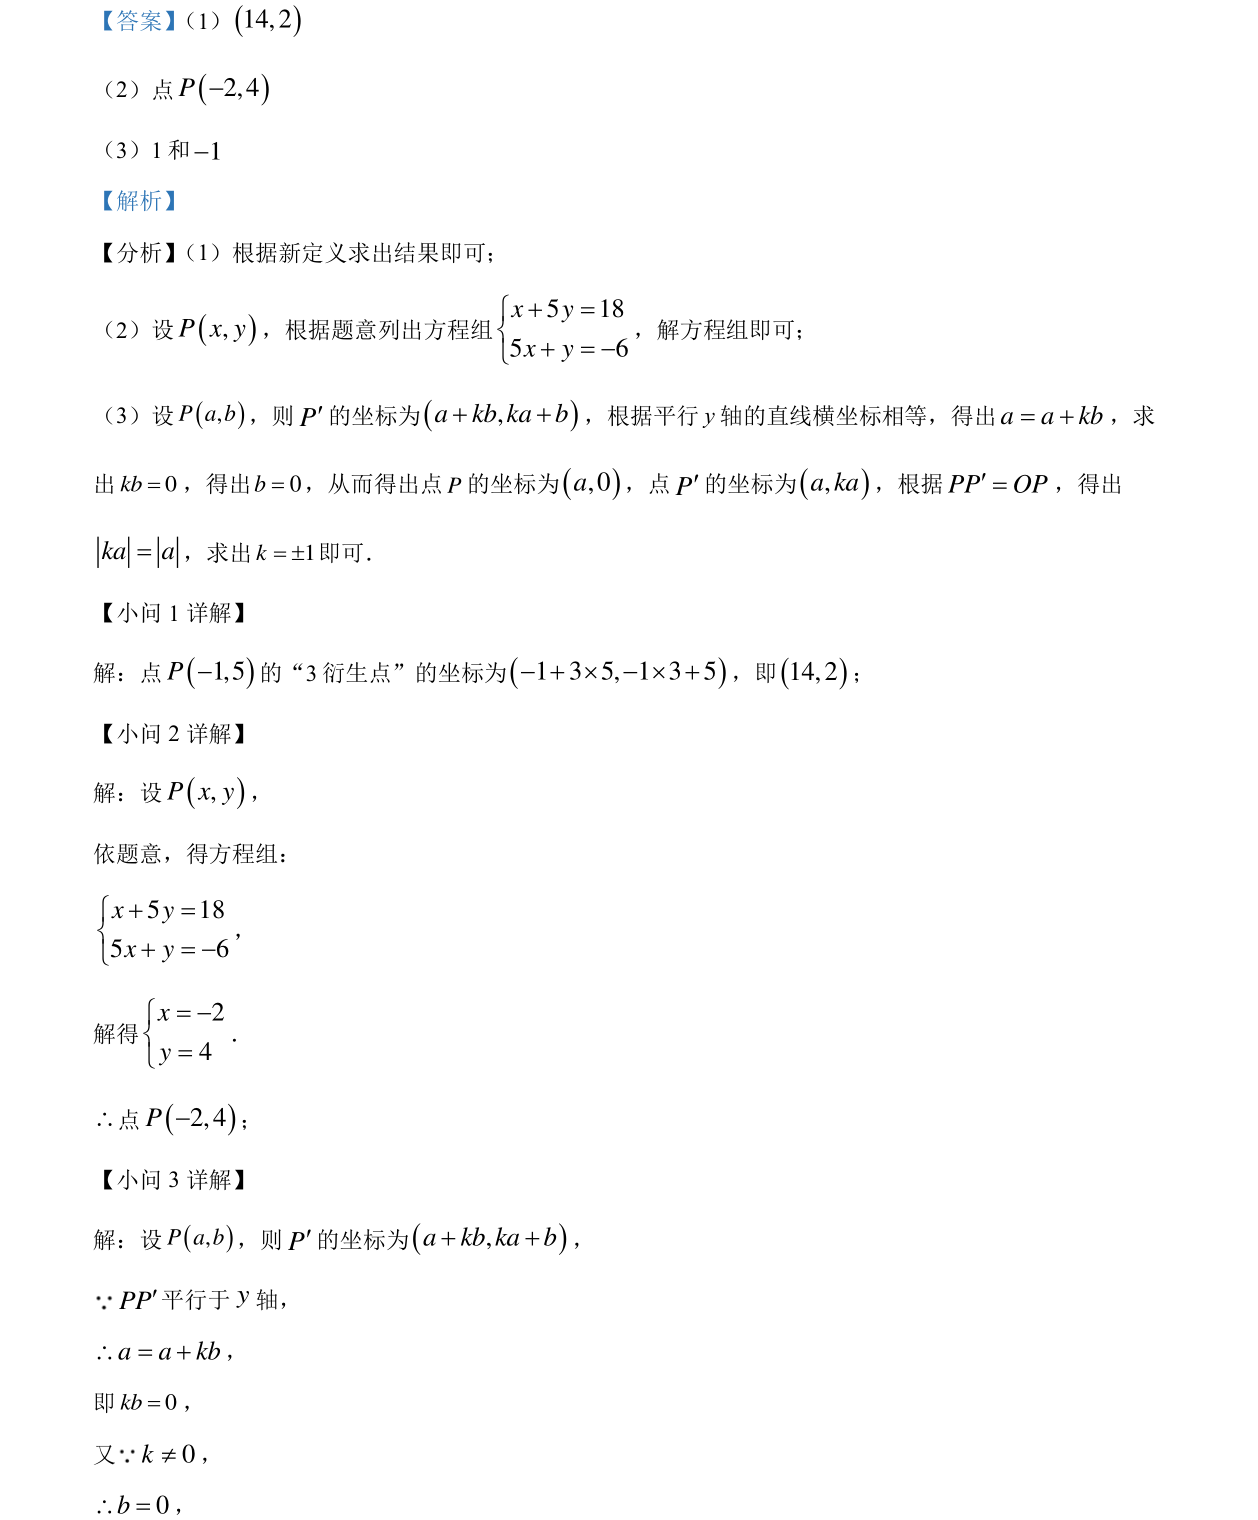 【答案】（1）(14,2)
（2）点P(−2,4)
（3）1和−1
【解析】
【分析】（1）根据新定义求出结果即可；
（2）设P(x,y)，根据题意列出方程组{x+5y=18 5x+y=−6，解方程组即可；
（3）设P(a,b)，则P′的坐标为(a+kb,ka+b)，根据平行y轴的直线横坐标相等，得出a=a+kb，求
出kb=0，得出b=0，从而得出点P的坐标为(a,0)，点P′的坐标为(a,ka)，根据PP′=OP，得出
|ka|=|a|，求出k=±1即可．
【小问1详解】
解：点P(−1,5)的“3衍生点”的坐标为(−1+3×5,−1×3+5)，即(14,2)；
【小问2详解】
解：设P(x,y)，
依题意，得方程组：
{x+5y=18 5x+y=−6，
解得{x=−2 y=4．
∴点P(−2,4)；
【小问3详解】
解：设P(a,b)，则P′的坐标为(a+kb,ka+b)，
∵PP′平行于y轴，
∴a=a+kb，
即kb=0，
又∵k≠0，
∴b=0，